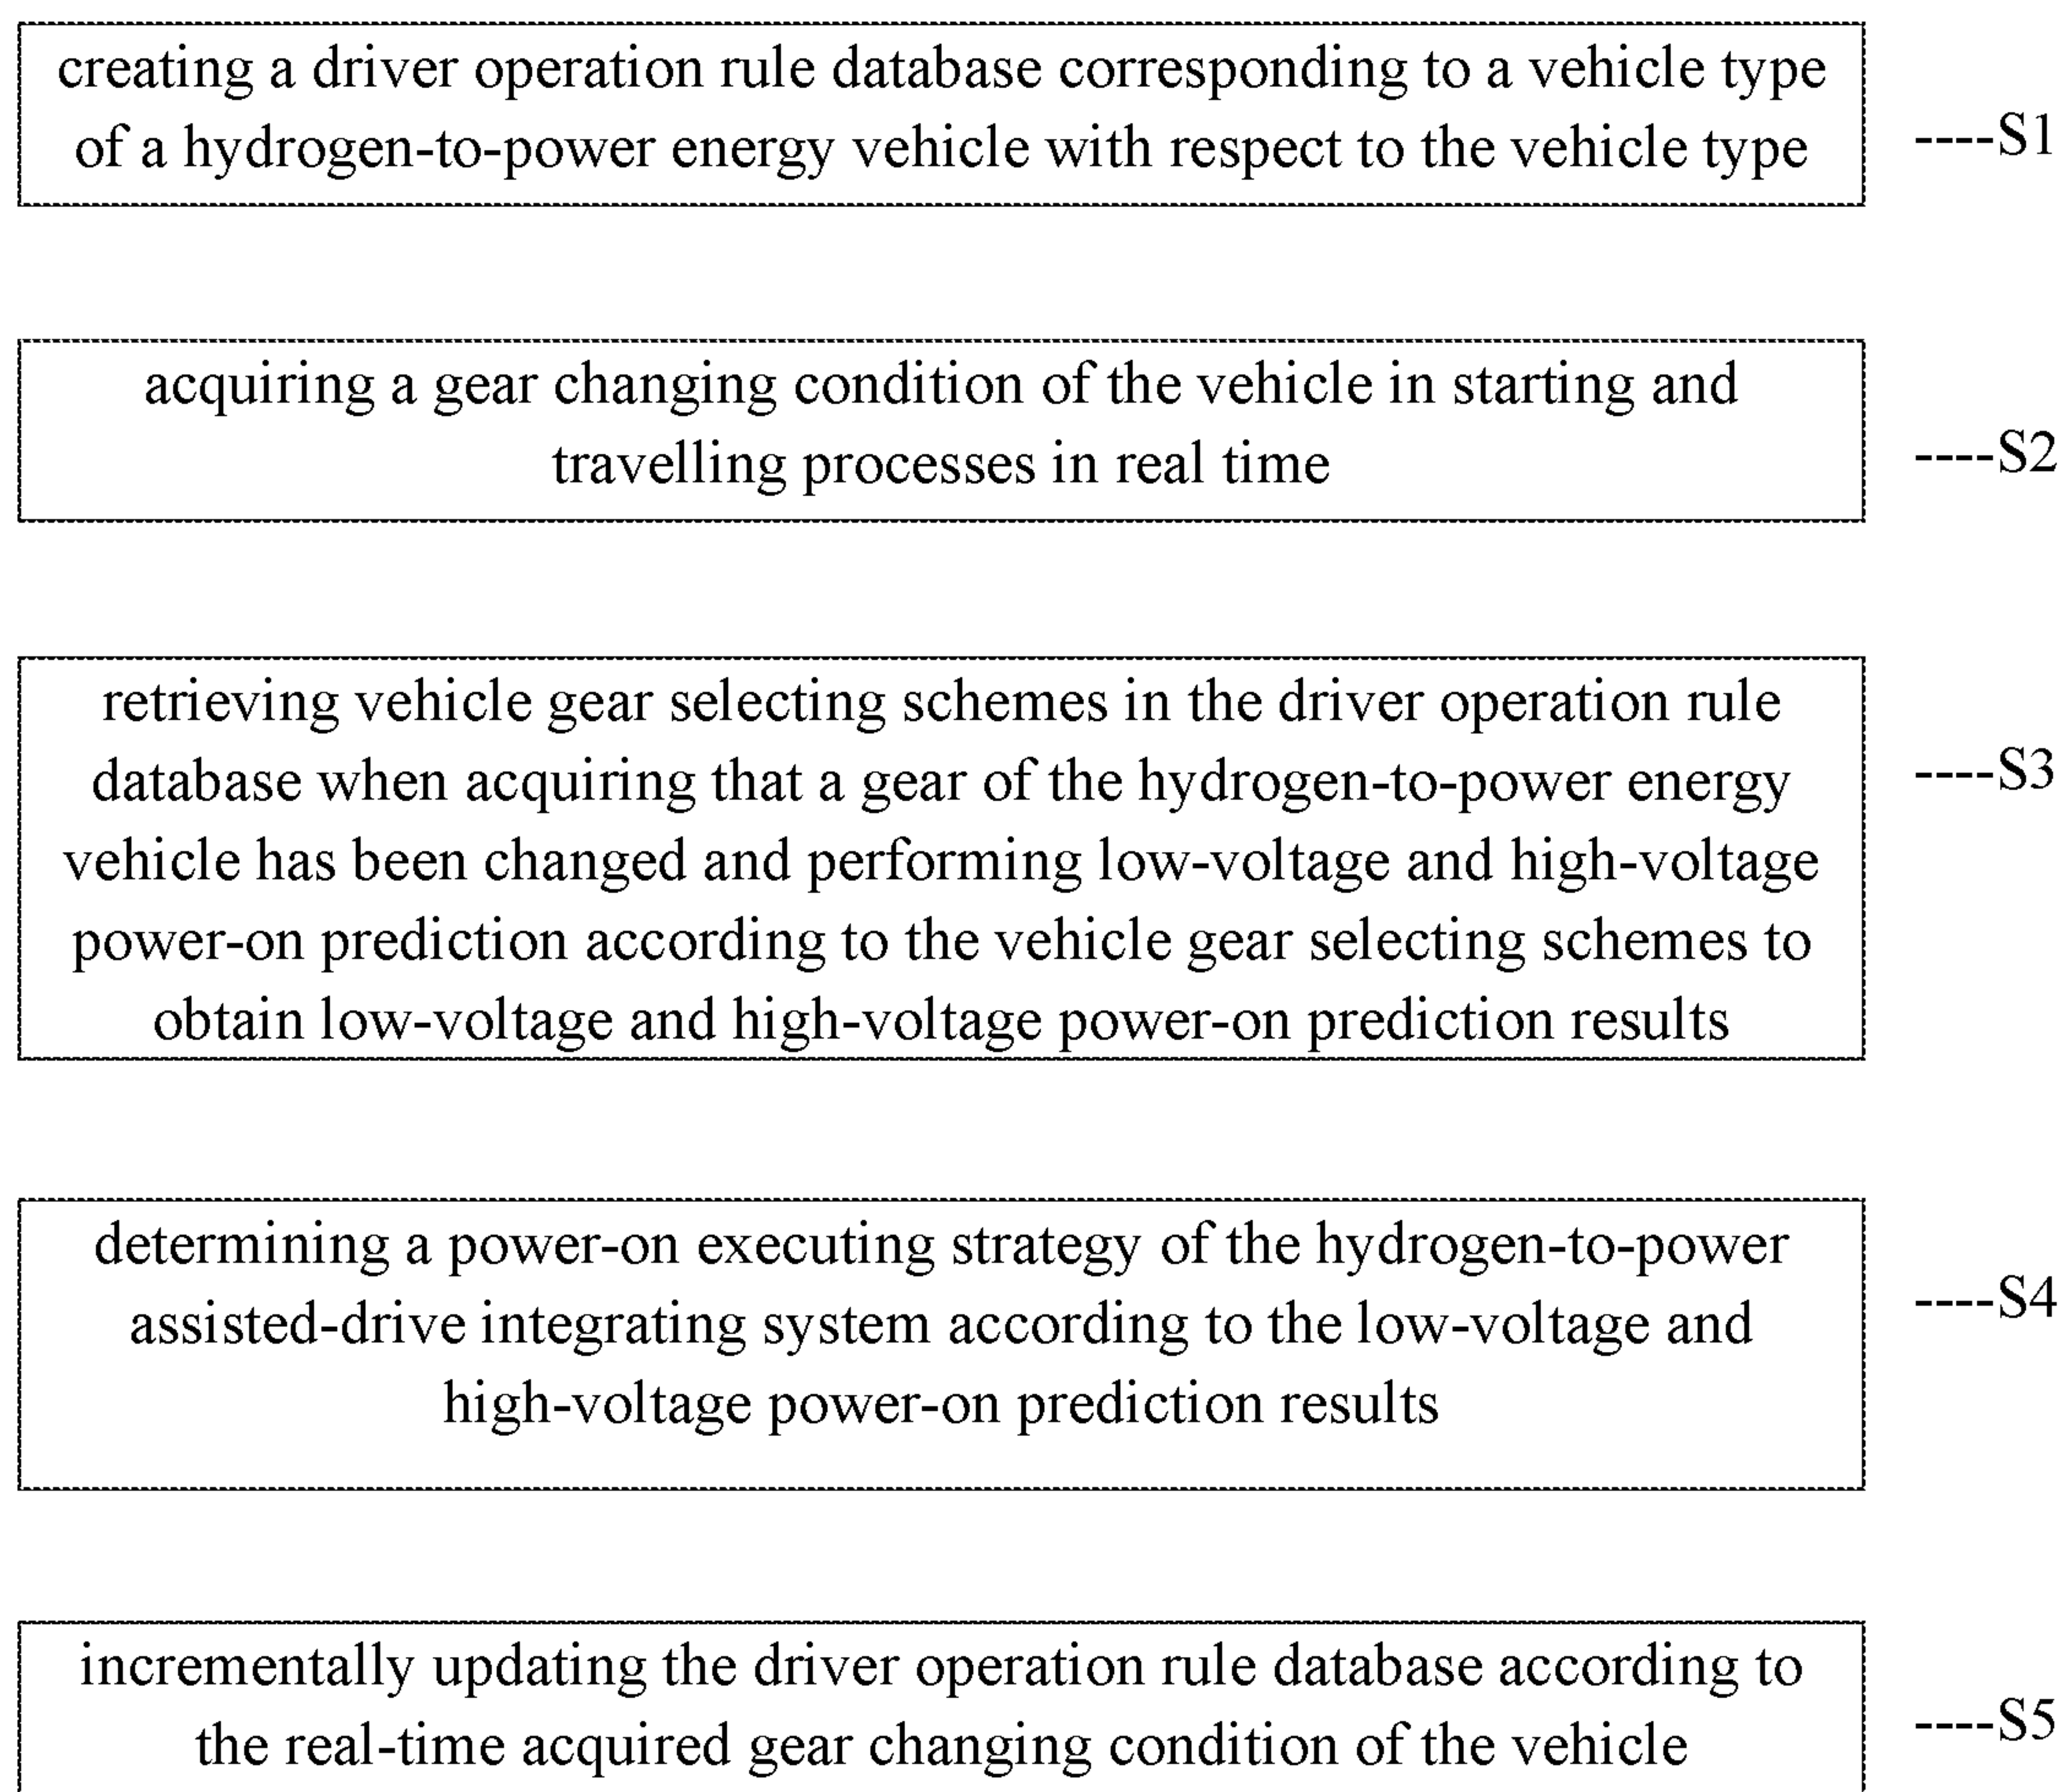 creating a driver operation rule database corresponding to a vehicle type
of a hydrogen-to-power energy vehicle with respect to the vehicle type
----S1
acquiring a gear changing condition of the vehicle in starting and
travelling processes in real time
----S2
retrieving vehicle gear selecting schemes in the driver operation rule
database when acquiring that a gear of the hydrogen-to-power energy
vehicle has been changed and performing low-voltage and high-voltage
power-on prediction according to the vehicle gear selecting schemes to
obtain low-voltage and high-voltage power-on prediction results
----S3
determining a power-on executing strategy of the hydrogen-to-power
assisted-drive integrating system according to the low-voltage and
high-voltage power-on prediction results
----S4
incrementally updating the driver operation rule database according to
the real-time acquired gear changing condition of the vehicle
----S5